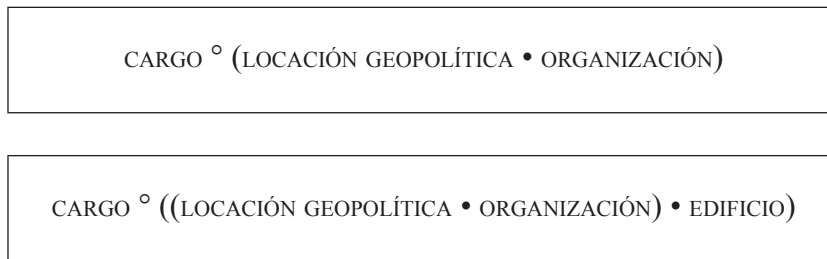 CARGO ° (LOCACIÓN GEOPOLÍTICA • ORGANIZACIÓN)
CARGO ° ((LOCACIÓN GEOPOLÍTICA • ORGANIZACIÓN) • EDIFICIO)